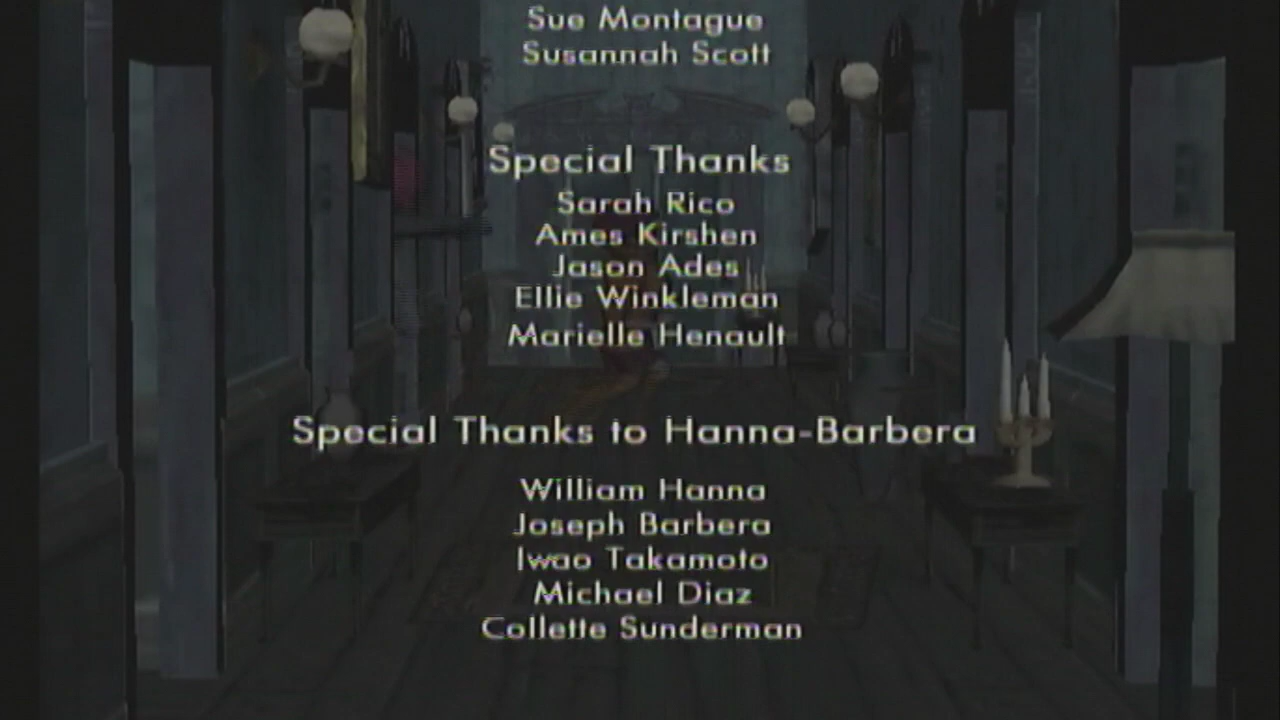 Sue Montague
Susannah Scott
Special Thanks
Sarah Rico
Ames Kirshen
Jason Ades
Ellie Winkleman
Marielle Henault
Special Thanks to Hanna-Barbera
William Hanna
Joseph Barbera
Iwao Takamoto
Michael Diaz
Collette Sunderman